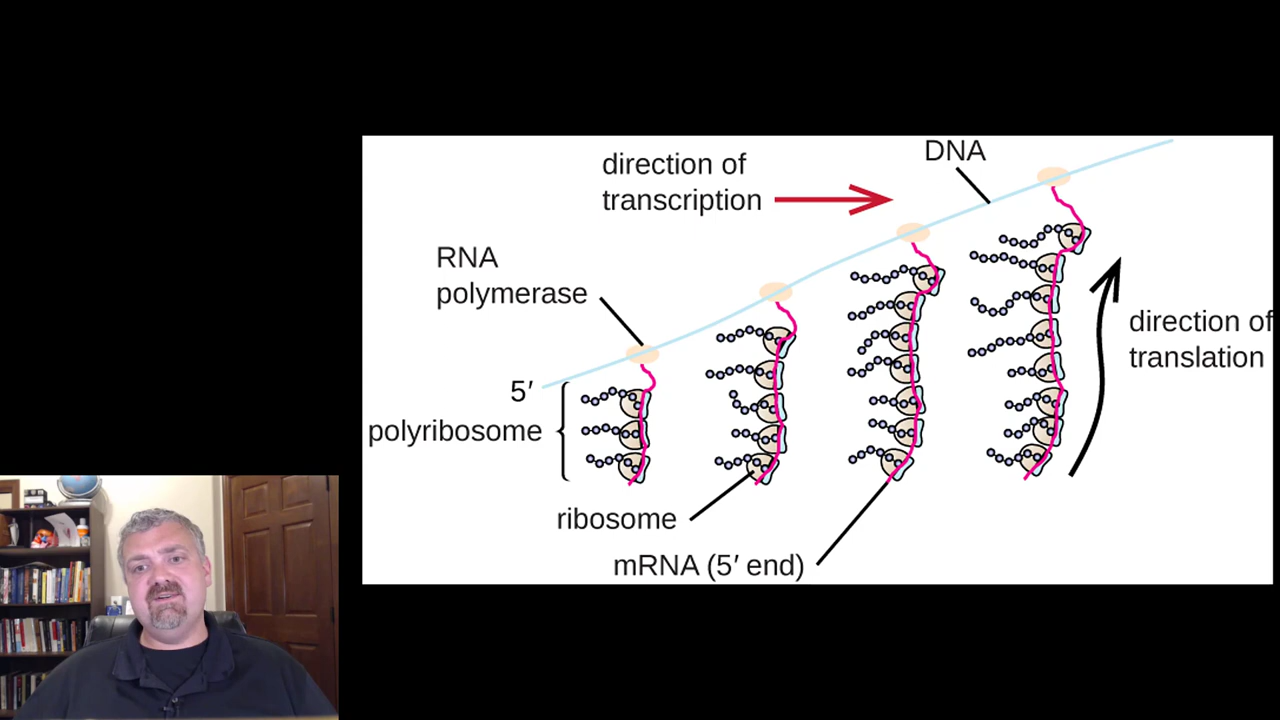 direction of
transcription
DNA
RNA
polymerase
direction of
translation
5′
polyribosome
ribosome
mRNA (5′ end)